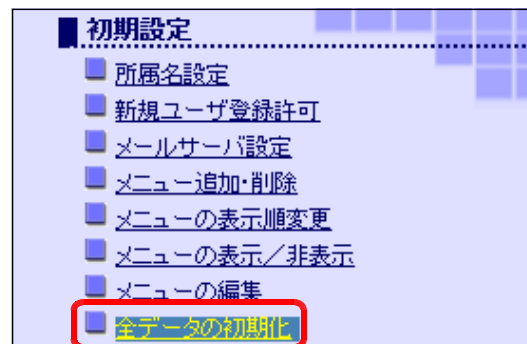 初期設定
所属名設定
新規ユーザ登録許可
メールサーバ設定
メニュー追加・削除
メニューの表示順変更
メニューの表示／非表示
メニューの編集
全データの初期化